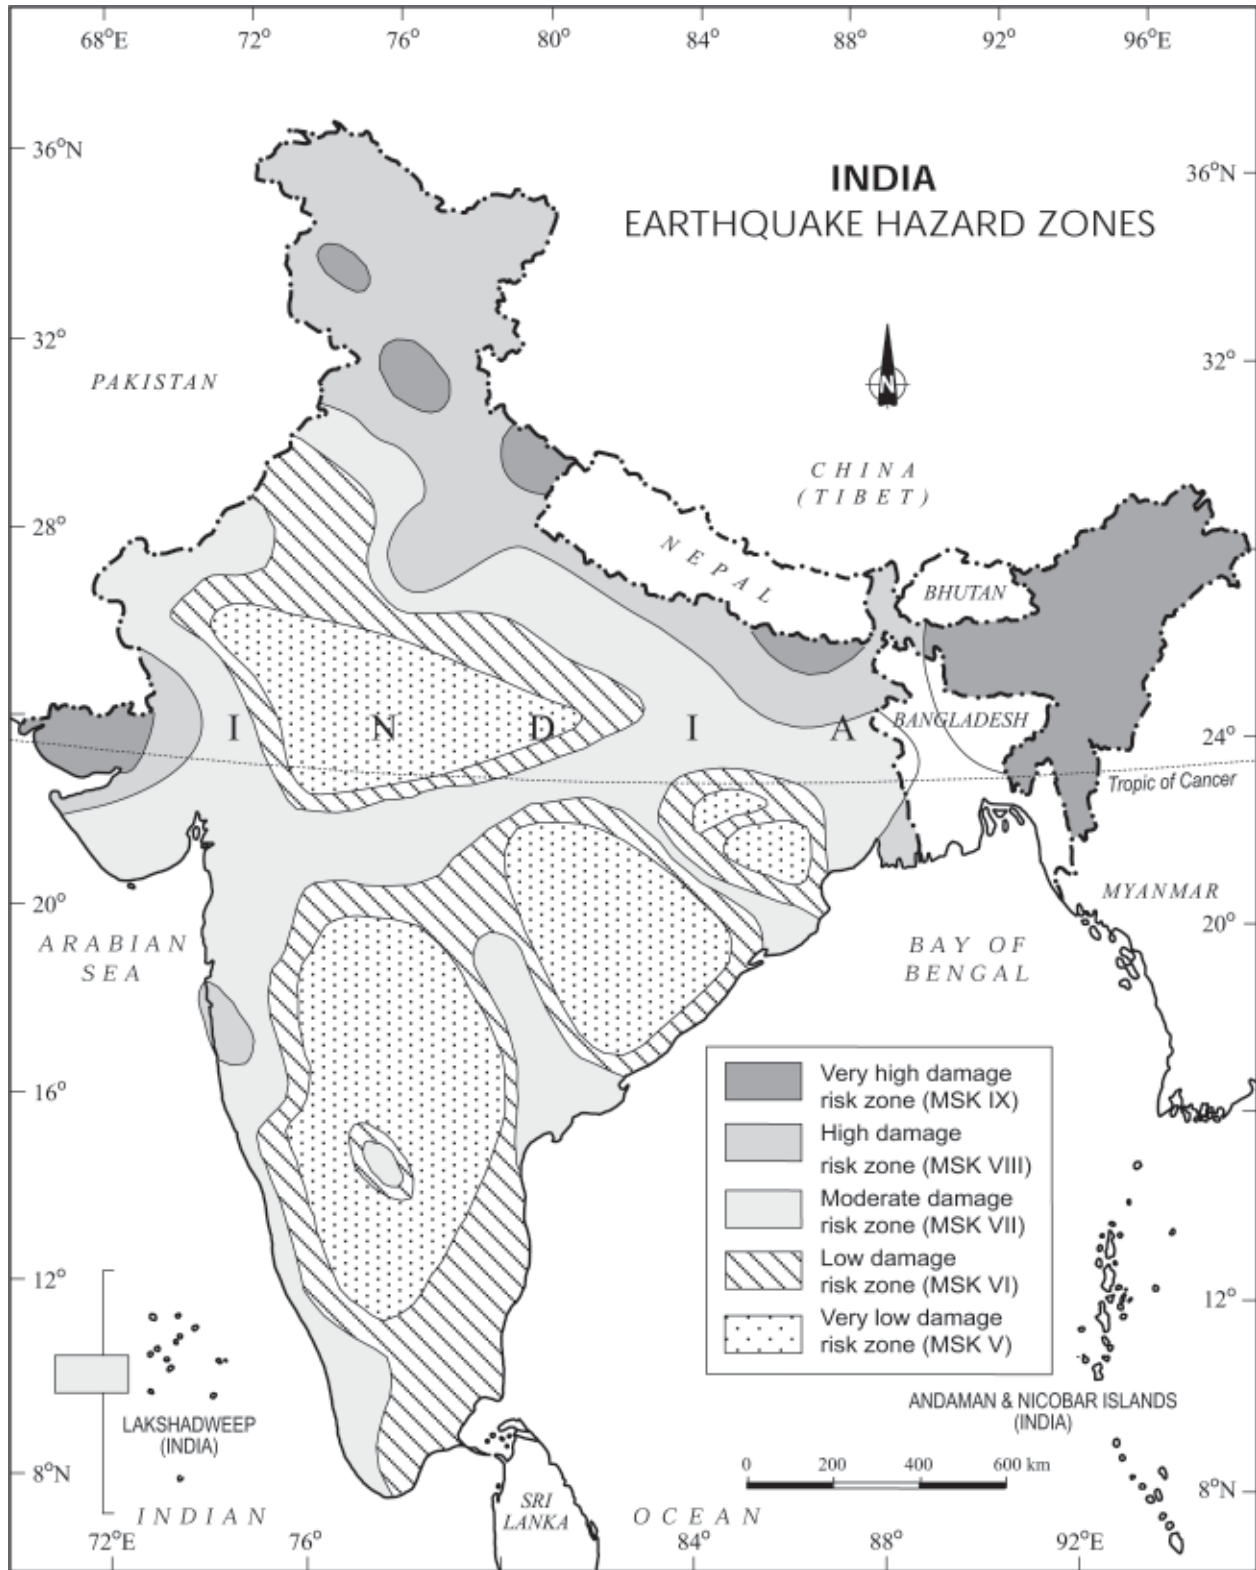 68°E 72° 76° 80° 84° 88° 92° 96°E
36°N
36°N
INDIA
EARTHQUAKE HAZARD ZONES
32°
32°
N
PAKISTAN
CHINA
(TIBET)
28°
NEPAL
BHUTAN
I N D I A
BANGLADESH
24°
Tropic of Cancer
20°
20°
MYANMAR
ARABIAN
SEA
BAY OF
BENGAL
16°
Very high damage
risk zone (MSK IX)
High damage
risk zone (MSK VIII)
Moderate damage
risk zone (MSK VII)
Low damage
risk zone (MSK VI)
Very low damage
risk zone (MSK V)
12°
12°
LAKSHADWEEP
(INDIA)
ANDAMAN & NICOBAR ISLANDS
(INDIA)
0 200 400 600 km
8°N
8°N
SRI
LANKA
INDIAN OCEAN
72°E 76° 84° 88° 92°E